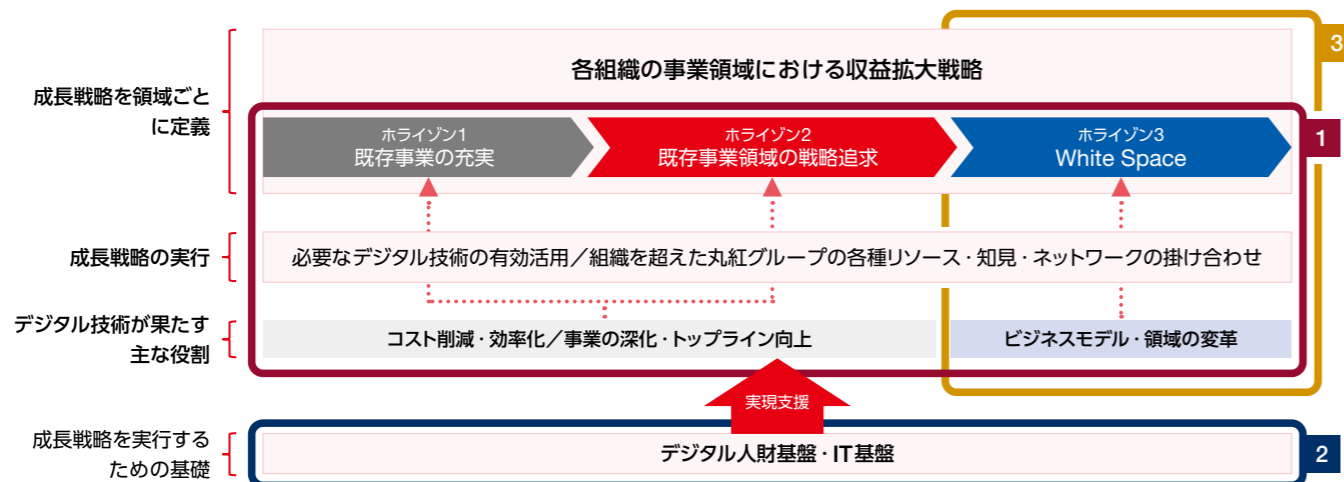 3
各組織の事業領域における収益拡大戦略
成長戦略を領域ごと
に定義
ホライゾン1
既存事業の充実
ホライゾン2
既存事業領域の戦略追求
ホライゾン3
White Space
1
成長戦略の実行
必要なデジタル技術の有効活用／組織を超えた丸紅グループの各種リソース・知見・ネットワークの掛け合わせ
デジタル技術が果たす
主な役割
コスト削減・効率化／事業の深化・トップライン向上
ビジネスモデル・領域の変革
実現支援
成長戦略を実行する
ための基礎
デジタル人財基盤・IT基盤
2